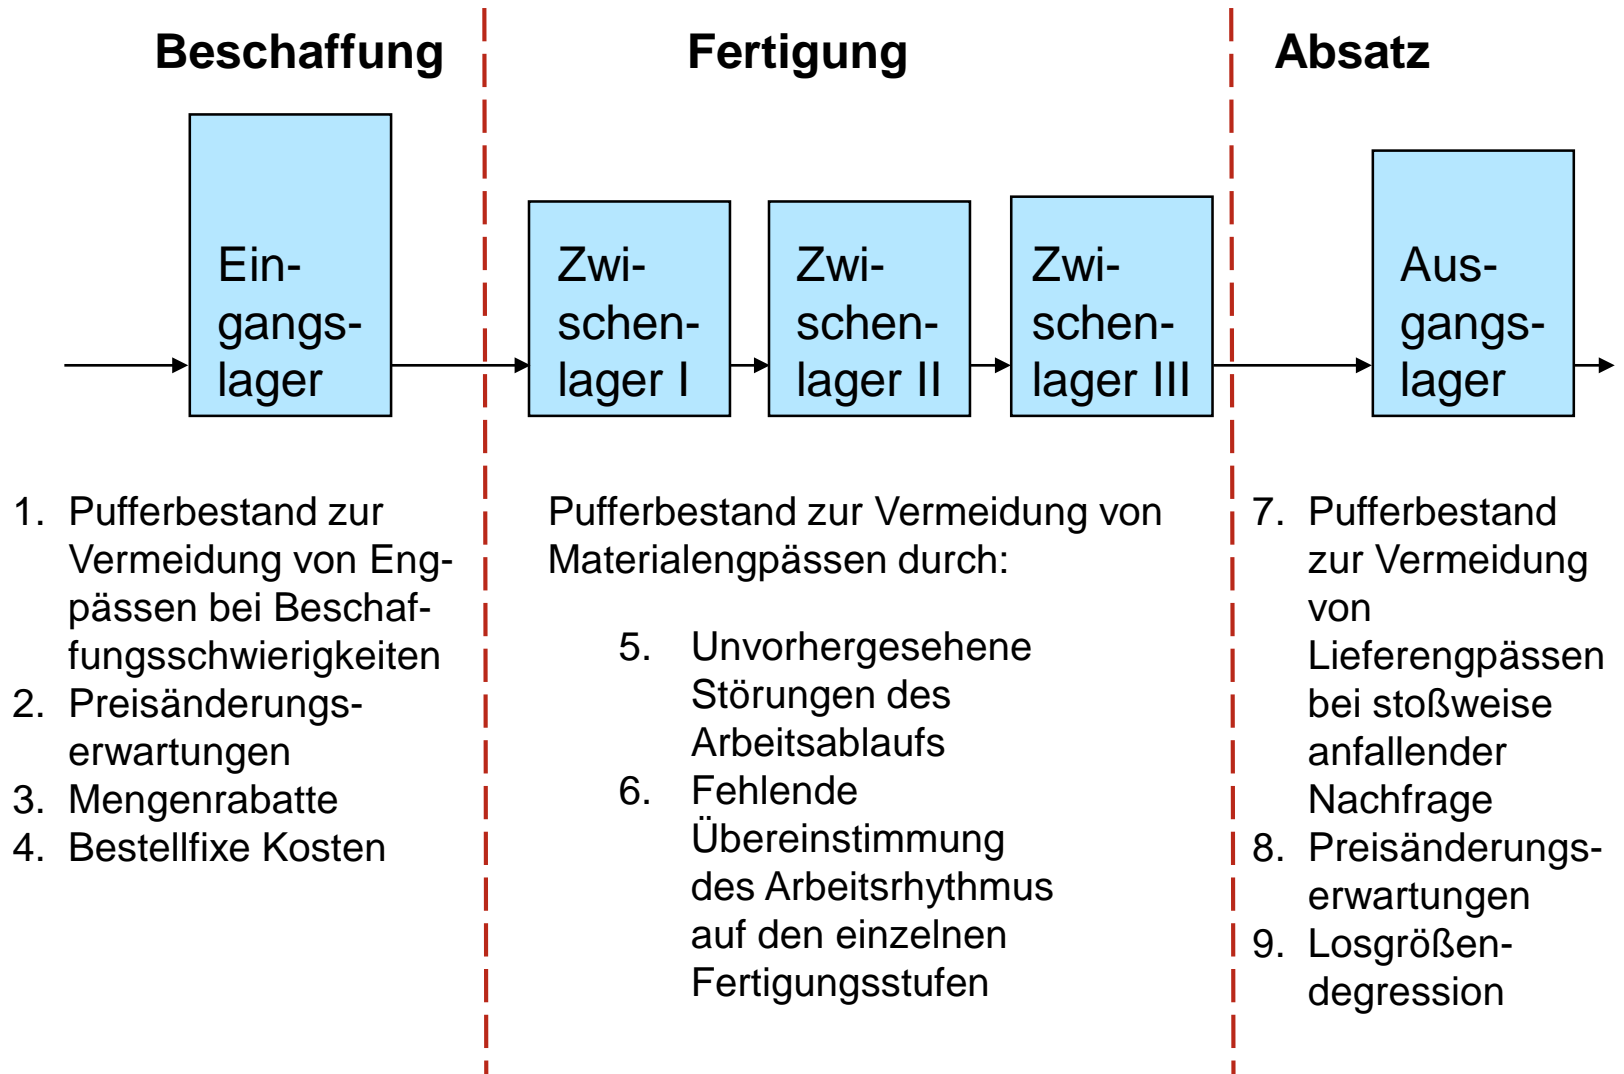 Beschaffung
Fertigung
Absatz
Ein-
gangs-
lager
Zwi-
schen-
lager I
Zwi-
schen-
lager II
Zwi-
schen-
lager III
Aus-
gangs-
lager
1. Pufferbestand zur
Vermeidung von Eng-
pässen bei Beschaf-
fungsschwierigkeiten
2. Preisänderungs-
erwartungen
3. Mengenrabatte
4. Bestellfixe Kosten
Pufferbestand zur Vermeidung von
Materialengpässen durch:
5. Unvorhergesehene
Störungen des
Arbeitsablaufs
6. Fehlende
Übereinstimmung
des Arbeitsrhythmus
auf den einzelnen
Fertigungsstufen
7. Pufferbestand
zur Vermeidung
von
Lieferengpässen
bei stoßweise
anfallender
Nachfrage
8. Preisänderungs-
erwartungen
9. Losgrößen-
degression